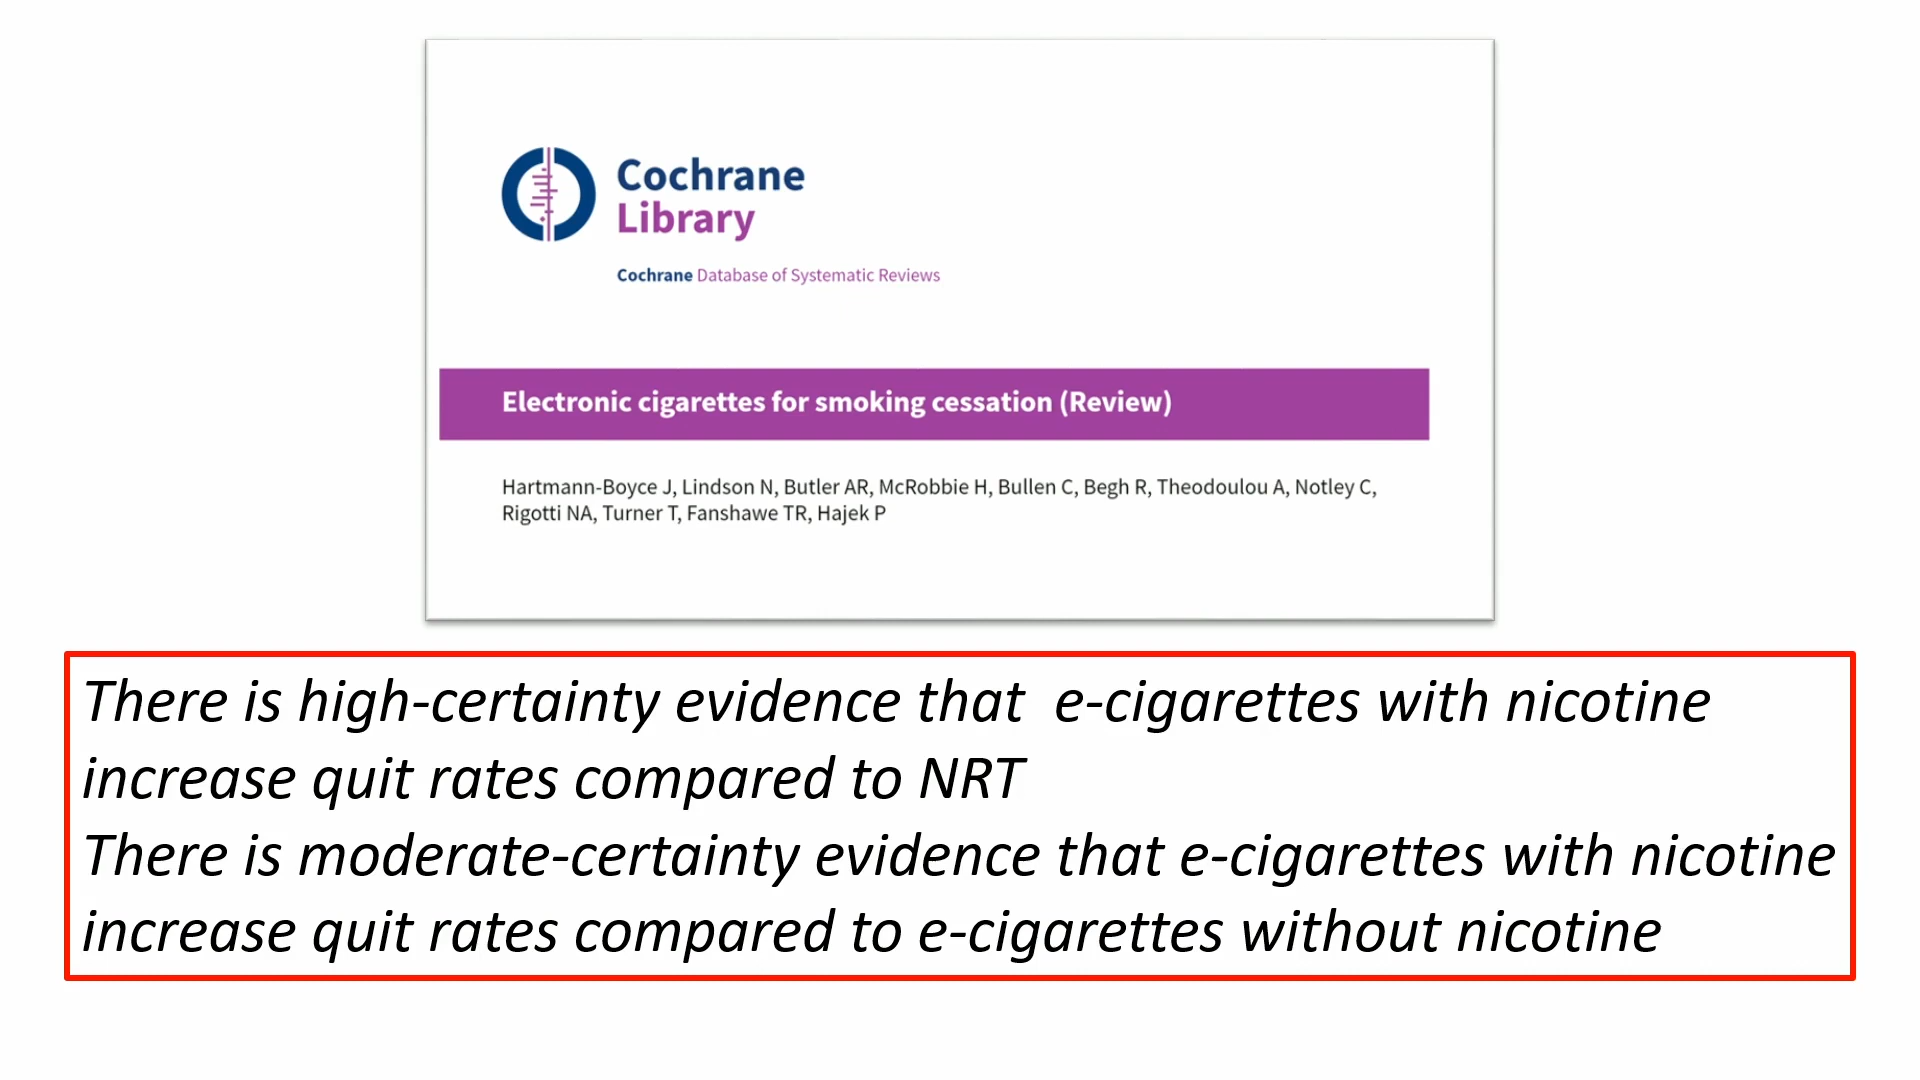 Cochrane
Library
Cochrane Database of Systematic Reviews
Electronic cigarettes for smoking cessation (Review)
Hartmann-Boyce J, Lindson N, Butler AR, McRobbie H, Bullen C, Begh R, Theodoulou A, Notley C,
Rigotti NA, Turner T, Fanshawe TR, Hajek P
There is high-certainty evidence that e-cigarettes with nicotine
increase quit rates compared to NRT
There is moderate-certainty evidence that e-cigarettes with nicotine
increase quit rates compared to e-cigarettes without nicotine